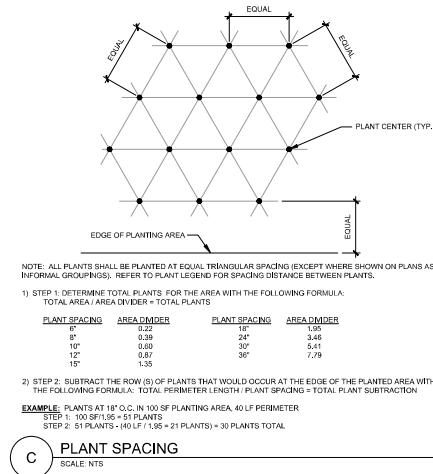 EQUAL
EQUAL
EQUAL
PLANT CENTER (TYP.
EQUAL
EDGE OF PLANTING AREA
NOTE: ALL PLANTS SHALL BE PLANTED AT EQUAL TRIANGULAR SPACING (EXCEPT WHERE SHOWN ON PLANS AS
INFORMAL GROUPINGS). REFER TO PLANT LEGEND FOR SPACING DISTANCE BETWEEN PLANTS.
1) STEP 1: DETERMINE TOTAL PLANTS FOR THE AREA WITH THE FOLLOWING FORMULA:
TOTAL AREA / AREA DIVIDER = TOTAL PLANTS
PLANT SPACING AREA DIVIDER PLANT SPACING AREA DIVIDER
6" 0.22 18" 1.95
8" 0.39 24" 3.46
10" 0.60 30" 5.41
12" 0.87 36" 7.79
15" 1.35
2) STEP 2: SUBTRACT THE ROW (S) OF PLANTS THAT WOULD OCCUR AT THE EDGE OF THE PLANTED AREA WITH
THE FOLLOWING FORMULA: TOTAL PERIMETER LENGTH / PLANT SPACING = TOTAL PLANT SUBTRACTION
EXAMPLE: PLANTS AT 18" O.C. IN 100 SF PLANTING AREA, 40 LF PERIMETER
STEP 1: 100 SF/1.95 = 51 PLANTS
STEP 2: 51 PLANTS - (40 LF / 1.95 = 21 PLANTS) = 30 PLANTS TOTAL
C PLANT SPACING
SCALE: NTS